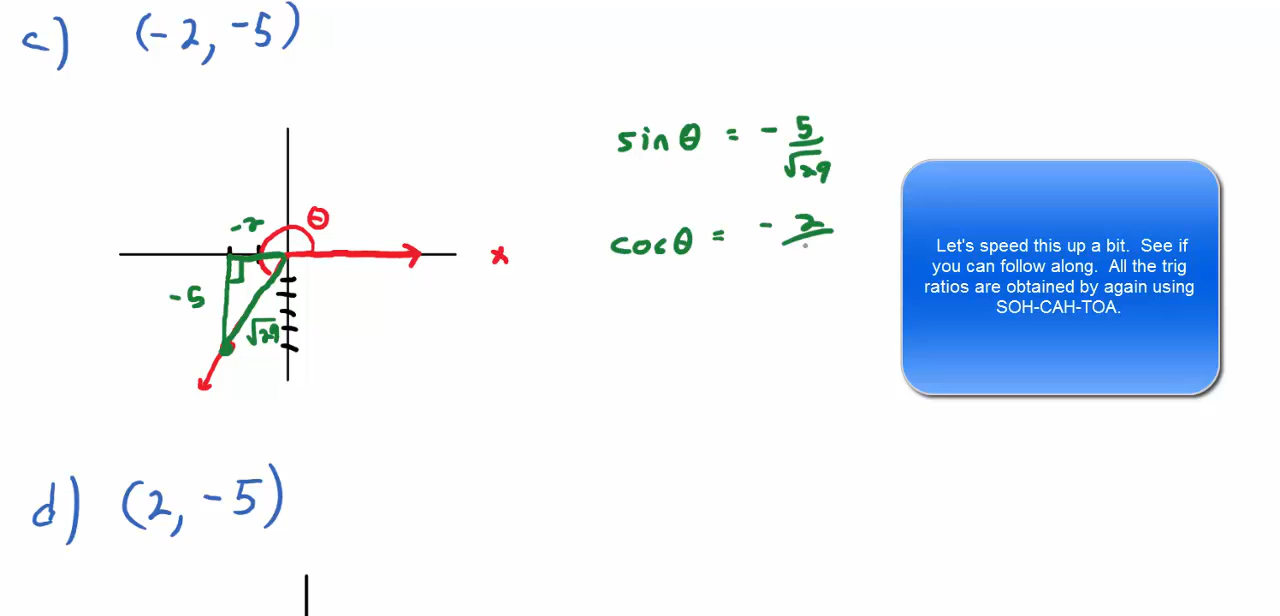 c) (-2, -5)
sin θ = - 5/√29
-2 θ
cos θ = - 2/
x
-5
√29
Let's speed this up a bit. See if
you can follow along. All the trig
ratios are obtained by again using
SOH-CAH-TOA.
d) (2, -5)